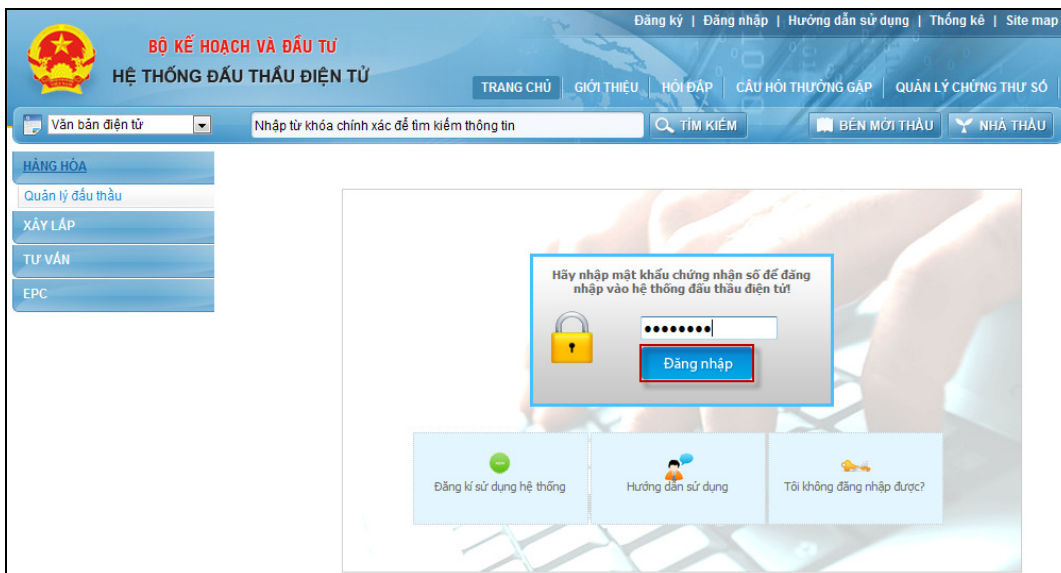 Đăng ký | Đăng nhập | Hướng dẫn sử dụng | Thống kê | Site map
BỘ KẾ HOẠCH VÀ ĐẦU TƯ
HỆ THỐNG ĐẤU THẦU ĐIỆN TỬ
TRANG CHỦ GIỚI THIỆU HỎI ĐÁP CÂU HỎI THƯỜNG GẶP QUẢN LÝ CHỨNG THƯ SỐ
Văn bản điện tử Nhập từ khóa chính xác để tìm kiếm thông tin TÌM KIẾM BÊN MỜI THẦU NHÀ THẦU
HÀNG HÓA
Quản lý đấu thầu
XÂY LẮP
TƯ VẤN
EPC
Hãy nhập mật khẩu chứng nhận số để đăng
nhập vào hệ thống đấu thầu điện tử!
Đăng nhập
Đăng kí sử dụng hệ thống Hướng dẫn sử dụng Tôi không đăng nhập được?